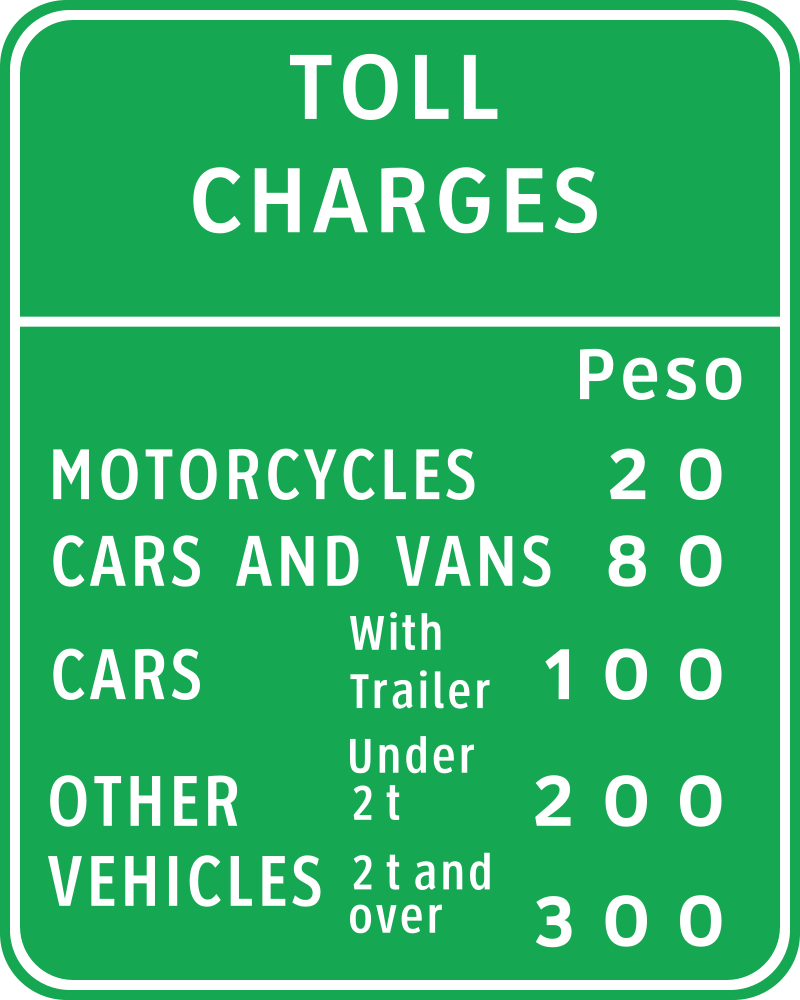 TOLL
CHARGES
Peso
MOTORCYCLES 20
CARS AND VANS 80
CARS With Trailer 100
OTHER VEHICLES Under 2 t 200
2 t and over 300